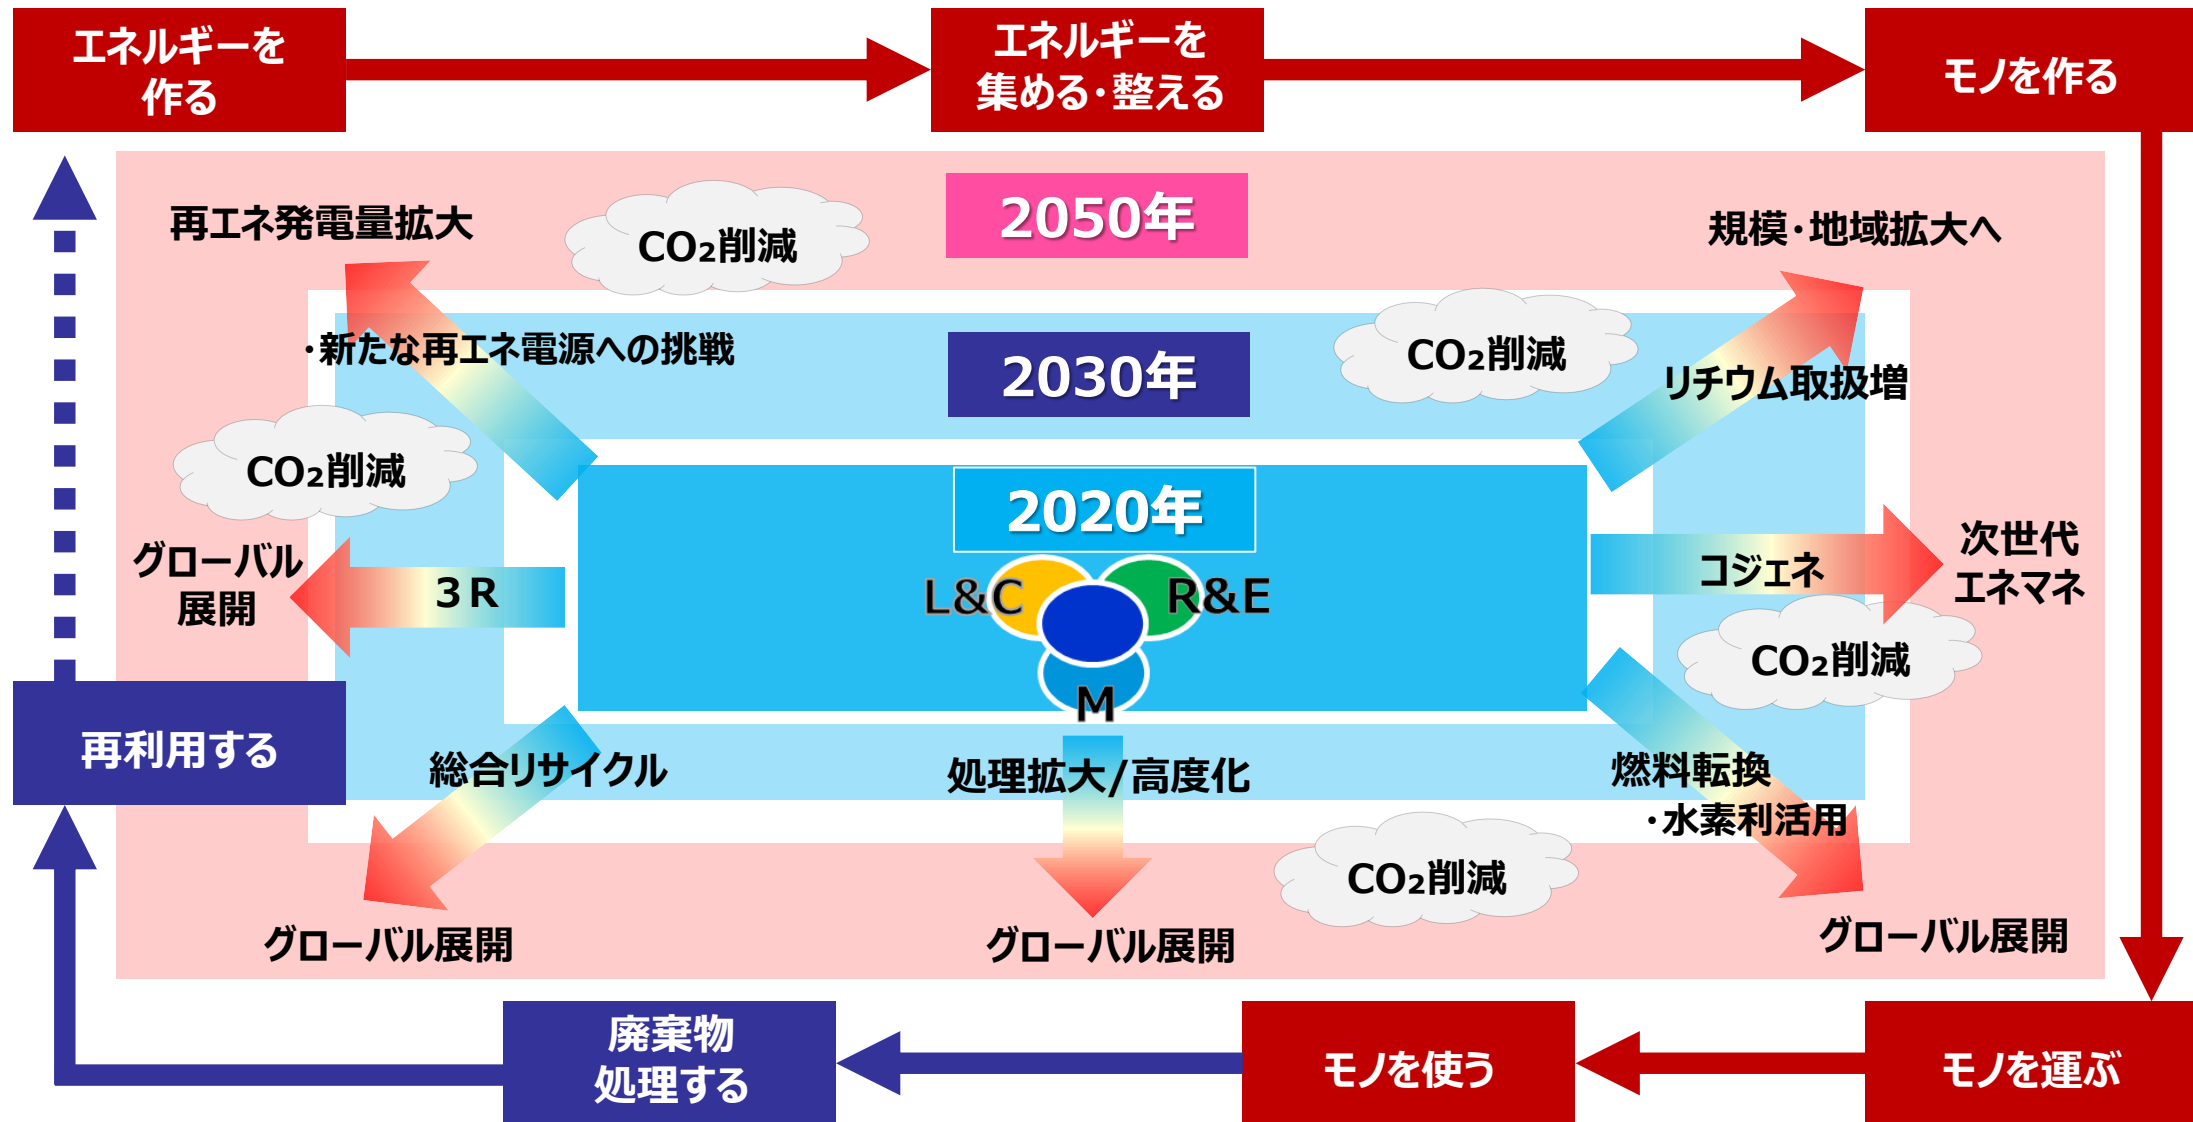 エネルギーを
作る
エネルギーを
集める・整える
モノを作る
2050年
再エネ発電量拡大
CO₂削減
規模・地域拡大へ
・新たな再エネ電源への挑戦
2030年
CO₂削減
リチウム取扱増
CO₂削減
2020年
グローバル
展開
3R
L&C
R&E
M
コジェネ
次世代
エネマネ
CO₂削減
再利用する
総合リサイクル
処理拡大/高度化
燃料転換
・水素利活用
CO₂削減
グローバル展開
グローバル展開
グローバル展開
廃棄物
処理する
モノを使う
モノを運ぶ